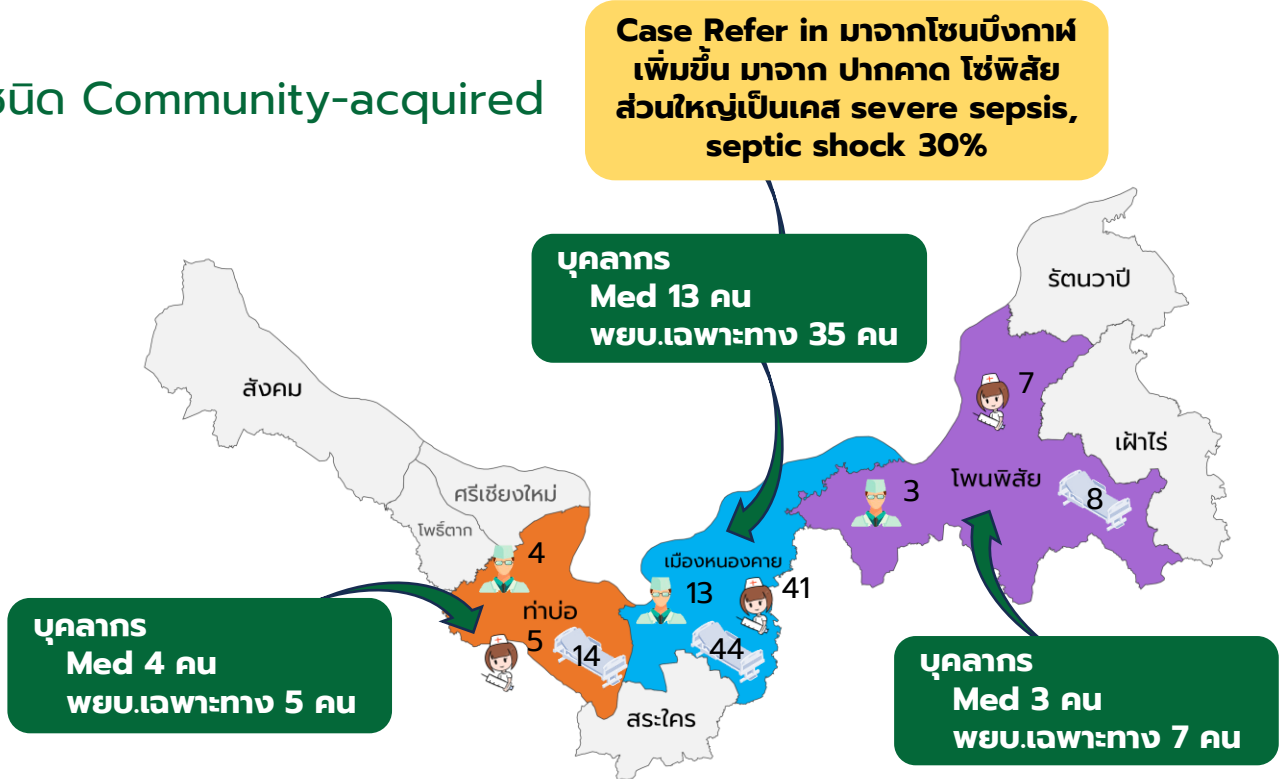 Community-acquired
Case Refer in มาจากโซนบึงกาฬ
เพิ่มขึ้น มาจาก ปากคาด โซ่พิสัย
ส่วนใหญ่เป็นเคส severe sepsis,
septic shock 30%
บุคลากร
Med 13 คน
พยบ.เฉพาะทาง 35 คน
รัตนวาปี
สังคม
7
เฝ้าไร่
ศรีเชียงใหม่
โพนพิสัย
3
8
โพธิ์ตาก
4
เมืองหนองคาย
13
41
ท่าบ่อ
5
14
44
สระใคร
บุคลากร
Med 4 คน
พยบ.เฉพาะทาง 5 คน
บุคลากร
Med 3 คน
พยบ.เฉพาะทาง 7 คน